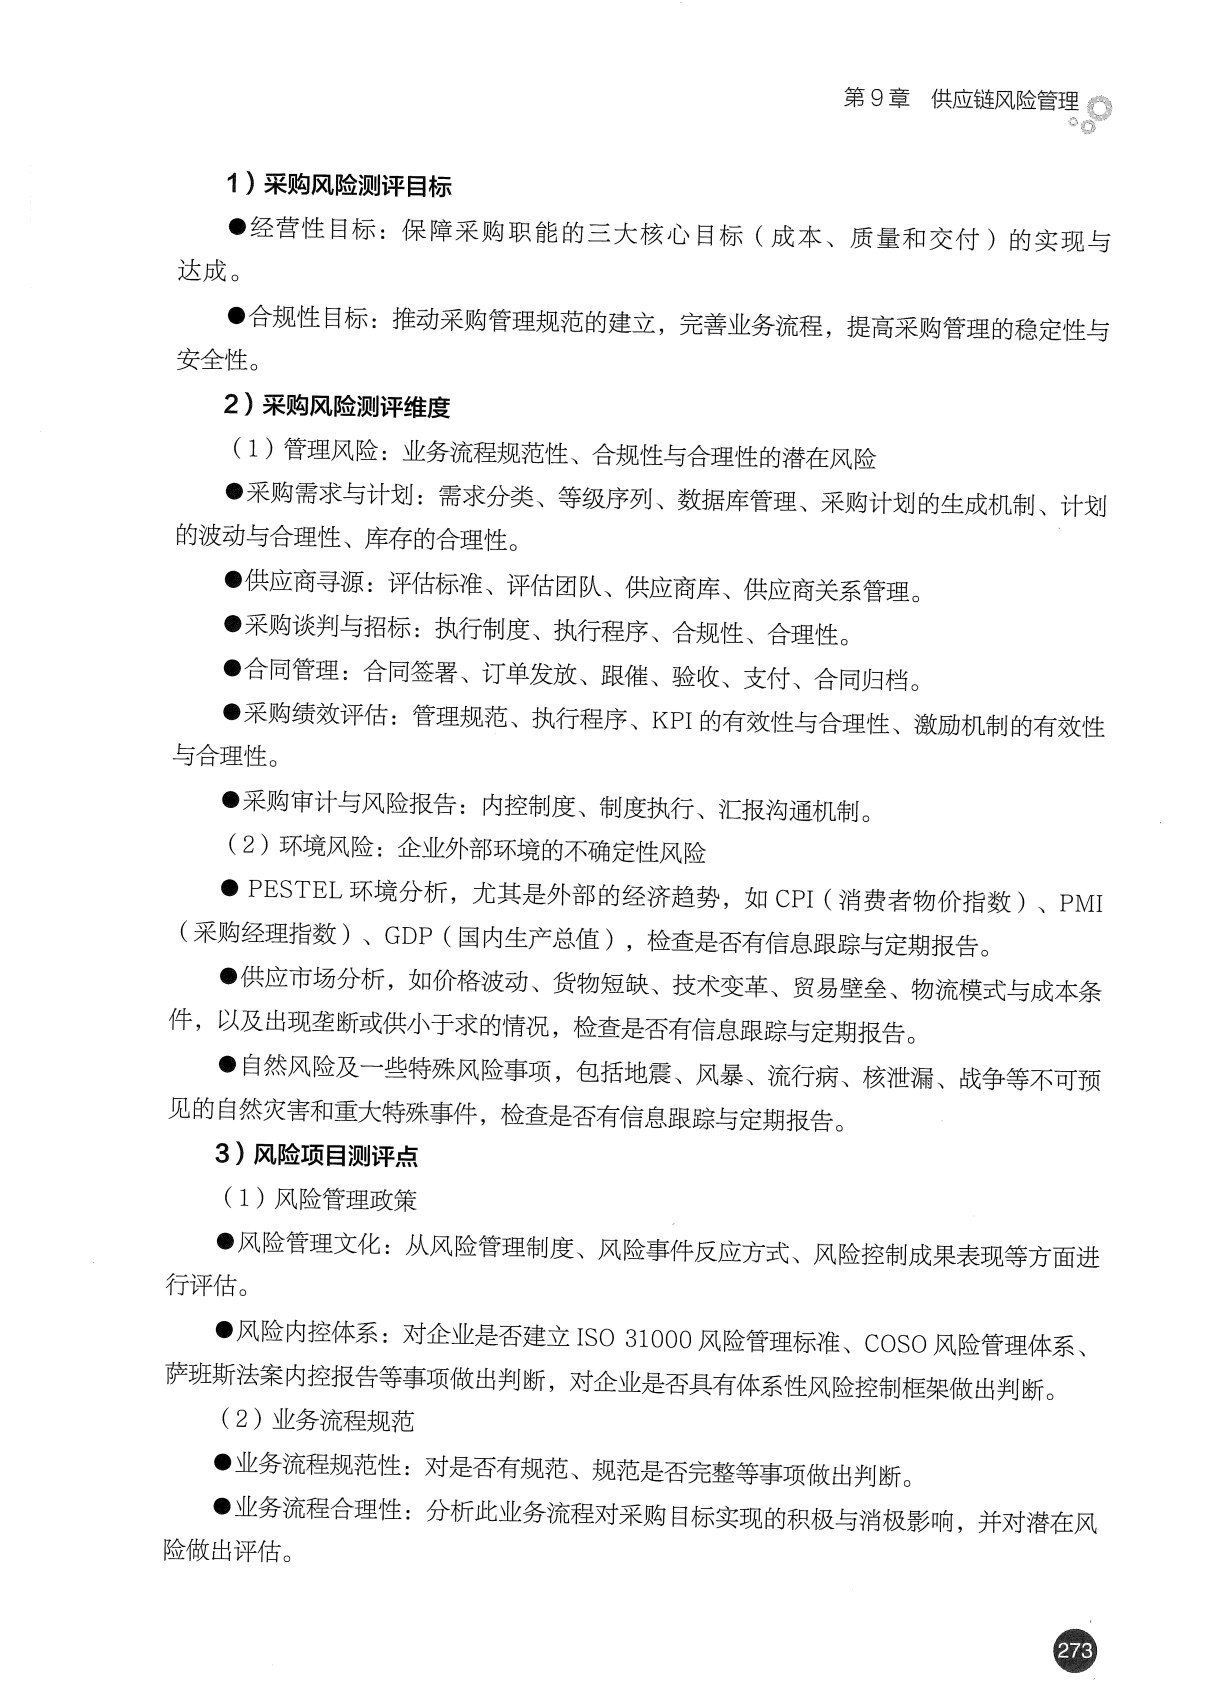 第 9 章　供应链风险管理
1）采购风险测评目标
●经营性目标：保障采购职能的三大核心目标（成本、质量和交付）的实现与
达成。
●合规性目标：推动采购管理规范的建立，完善业务流程，提高采购管理的稳定性与
安全性。
2）采购风险测评维度
（1）管理风险：业务流程规范性、合规性与合理性的潜在风险
●采购需求与计划：需求分类、等级序列、数据库管理、采购计划的生成机制、计划
的波动与合理性、库存的合理性。
●供应商寻源：评估标准、评估团队、供应商库、供应商关系管理。
●采购谈判与招标：执行制度、执行程序、合规性、合理性。
●合同管理：合同签署、订单发放、跟催、验收、支付、合同归档。
●采购绩效评估：管理规范、执行程序、KPI 的有效性与合理性、激励机制的有效性
与合理性。
●采购审计与风险报告：内控制度、制度执行、汇报沟通机制。
（2）环境风险：企业外部环境的不确定性风险
● PESTEL 环境分析，尤其是外部的经济趋势，如 CPI（消费者物价指数）、PMI
（采购经理指数）、GDP（国内生产总值），检查是否有信息跟踪与定期报告。
●供应市场分析，如价格波动、货物短缺、技术变革、贸易壁垒、物流模式与成本条
件，以及出现垄断或供小于求的情况，检查是否有信息跟踪与定期报告。
●自然风险及一些特殊风险事项，包括地震、风暴、流行病、核泄漏、战争等不可预
见的自然灾害和重大特殊事件，检查是否有信息跟踪与定期报告。
3）风险项目测评点
（1）风险管理政策
●风险管理文化：从风险管理制度、风险事件反应方式、风险控制成果表现等方面进
行评估。
●风险内控体系：对企业是否建立 ISO 31000 风险管理标准、COSO 风险管理体系、
萨班斯法案内控报告等事项做出判断，对企业是否具有体系性风险控制框架做出判断。
（2）业务流程规范
●业务流程规范性：对是否有规范、规范是否完整等事项做出判断。
●业务流程合理性：分析此业务流程对采购目标实现的积极与消极影响，并对潜在风
险做出评估。
273